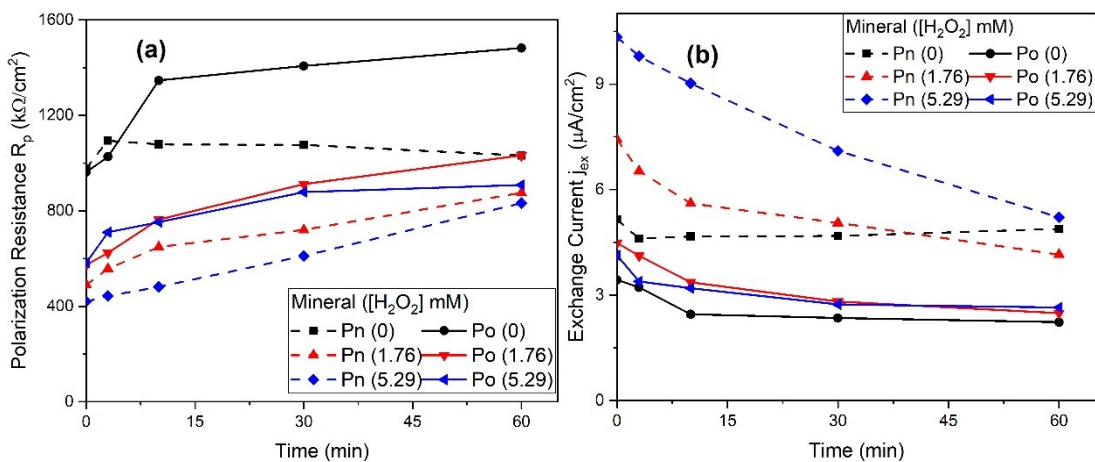 (a)
Polarization Resistance Rₚ (kΩ/cm²)
1600
1200
800
400
0
0 15 30 45 60
Time (min)
Mineral ([H₂O₂] mM)
Pn (0) Po (0)
Pn (1.76) Po (1.76)
Pn (5.29) Po (5.29)
(b)
Exchange Current jₑₓ (μA/cm²)
9
6
3
0
0 15 30 45 60
Time (min)
Mineral ([H₂O₂] mM)
Pn (0) Po (0)
Pn (1.76) Po (1.76)
Pn (5.29) Po (5.29)